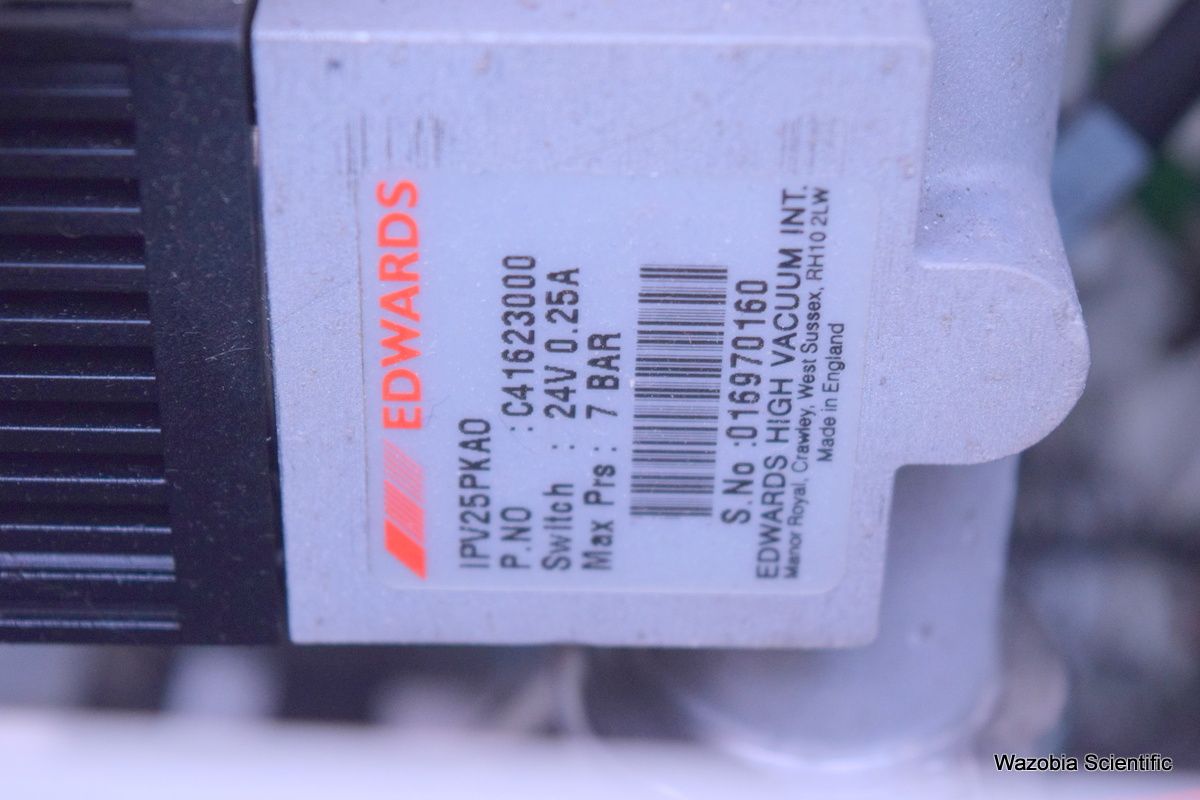 EDWARDS
IPV25PKAO
P.NO : C41623000
Switch : 24V 0.25A
Max Prs: 7 BAR
S.No :016970160
EDWARDS HIGH VACUUM INT.
Manor Royal, Crawley, West Sussex, RH10 2LW
Made in England
Wazobia Scientific